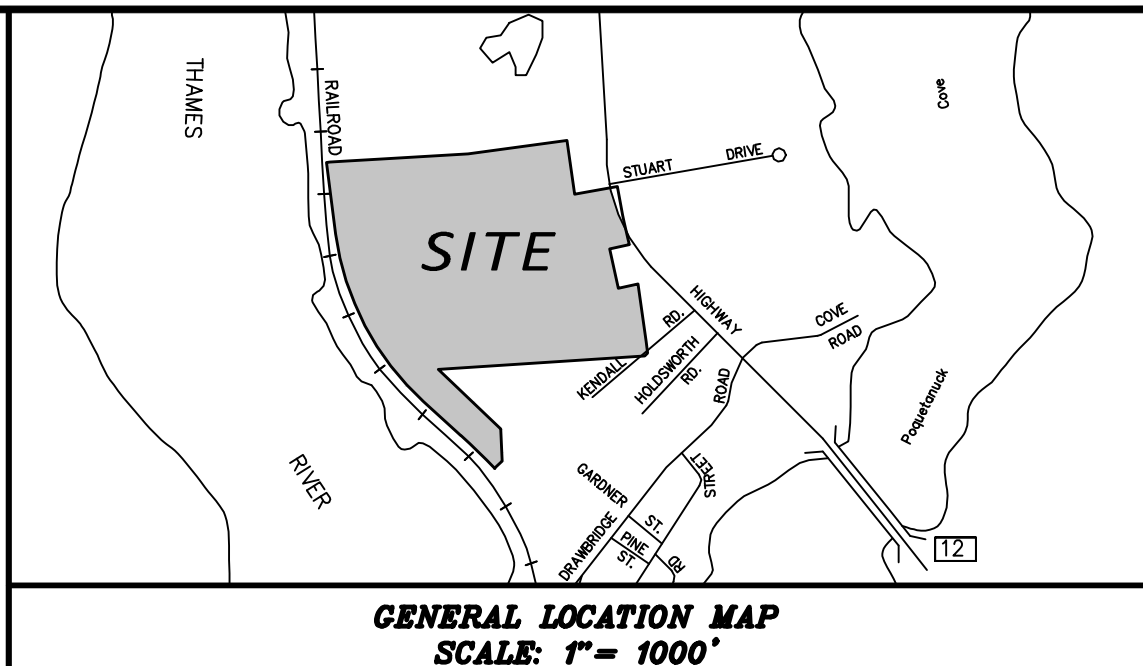 THAMES
RIVER
RAILROAD
SITE
STUART DRIVE
Cove
Poquetanuck
HIGHWAY
KENDALL RD.
HOLDSWORTH
RD.
COVE
ROAD
DRAWBRIDGE ROAD
GARDNER
STREET
ST.
PINE
ST.
RD
12
GENERAL LOCATION MAP
SCALE: 1"= 1000'